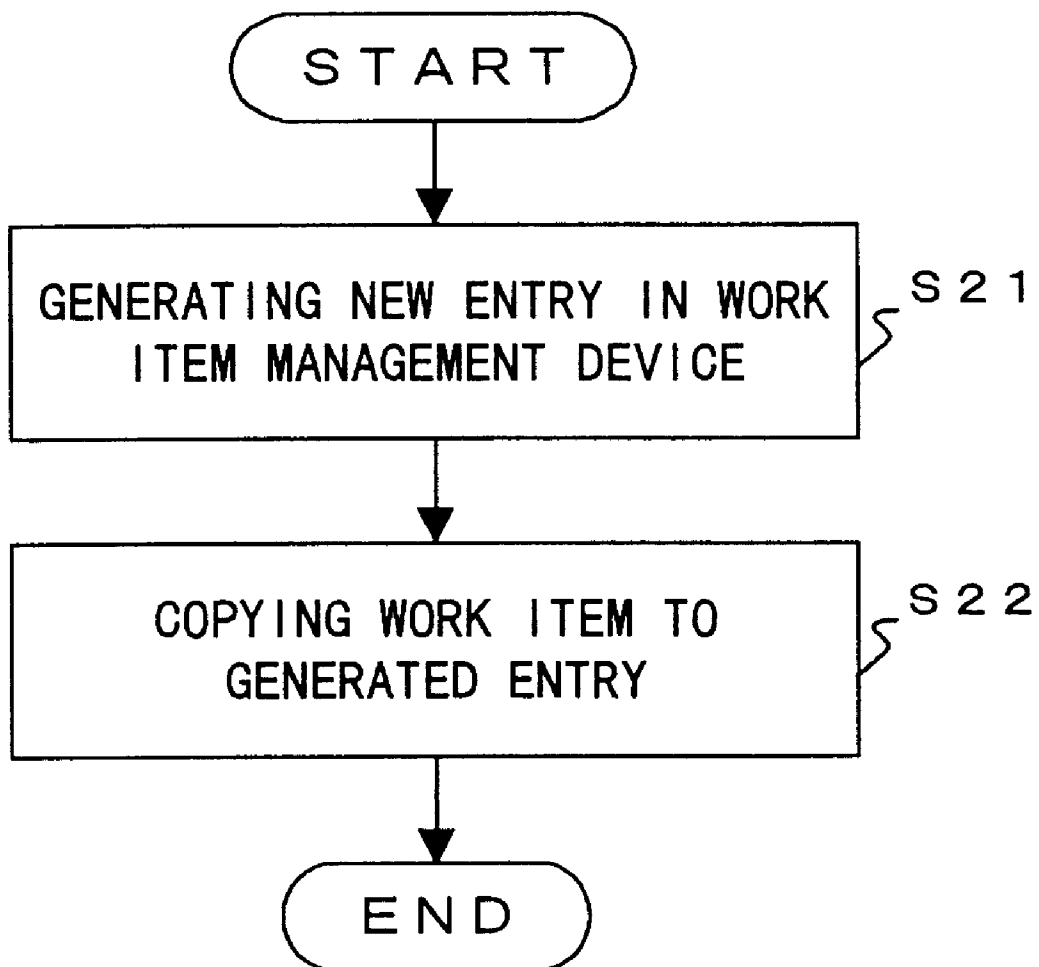 START
GENERATING NEW ENTRY IN WORK
ITEM MANAGEMENT DEVICE
S21
COPYING WORK ITEM TO
GENERATED ENTRY
S22
END